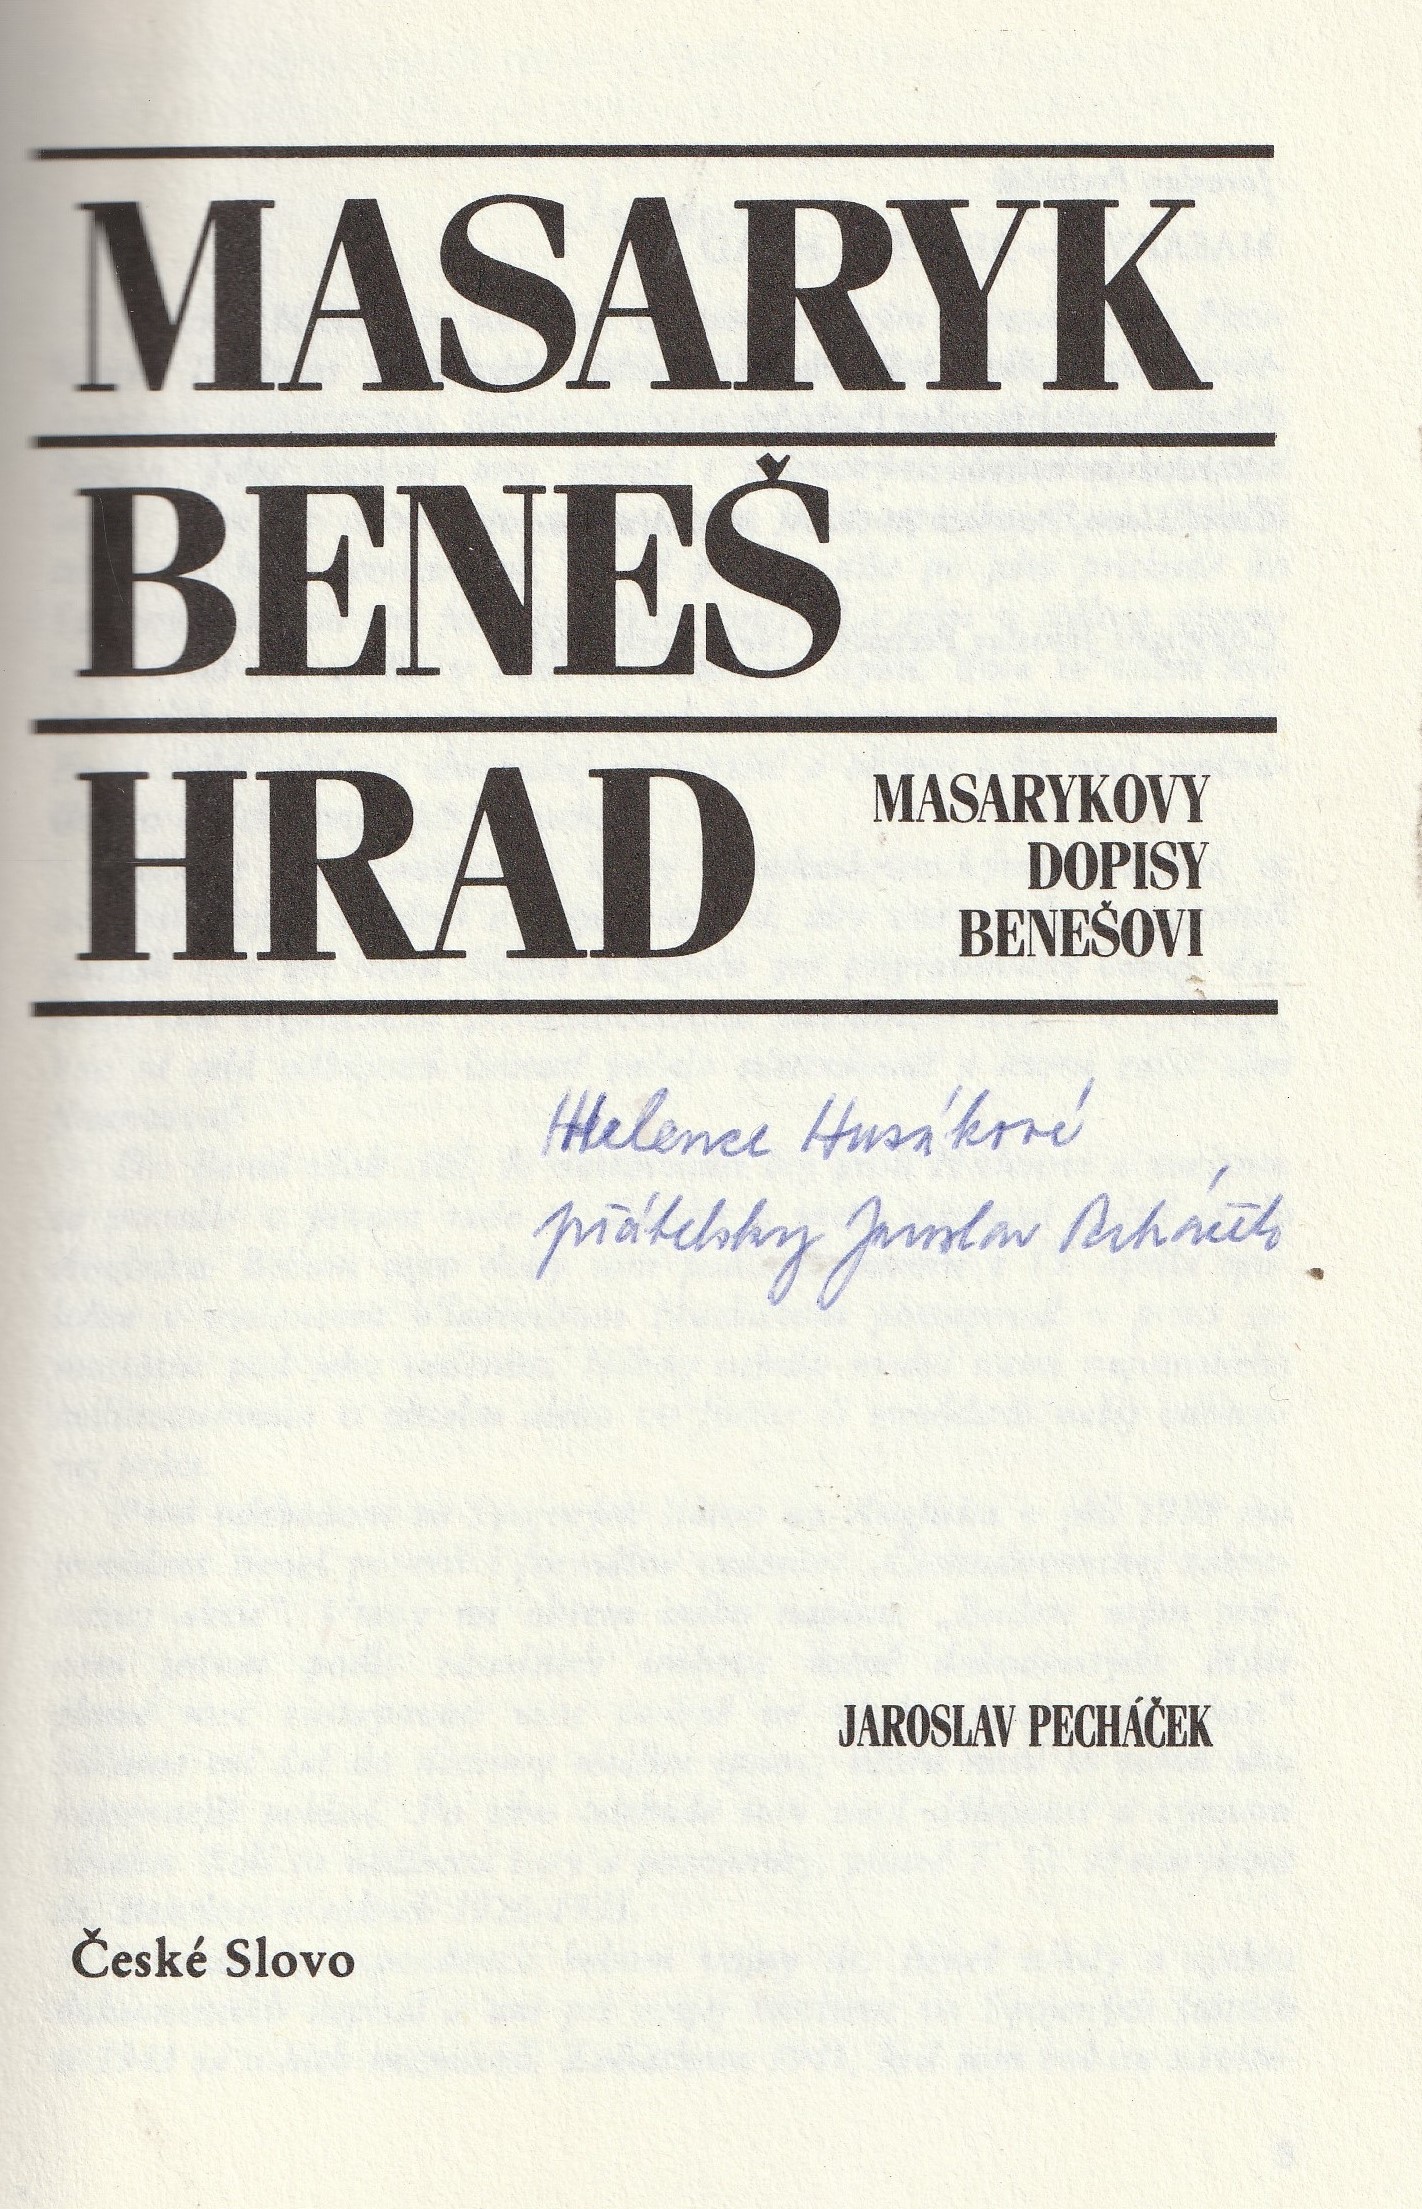 MASARYK
BENEŠ
HRAD
MASARYKOVY
DOPISY
BENEŠOVI
Helence Husákové
přátelsky Jaroslav Pecháček
JAROSLAV PECHÁČEK
České Slovo